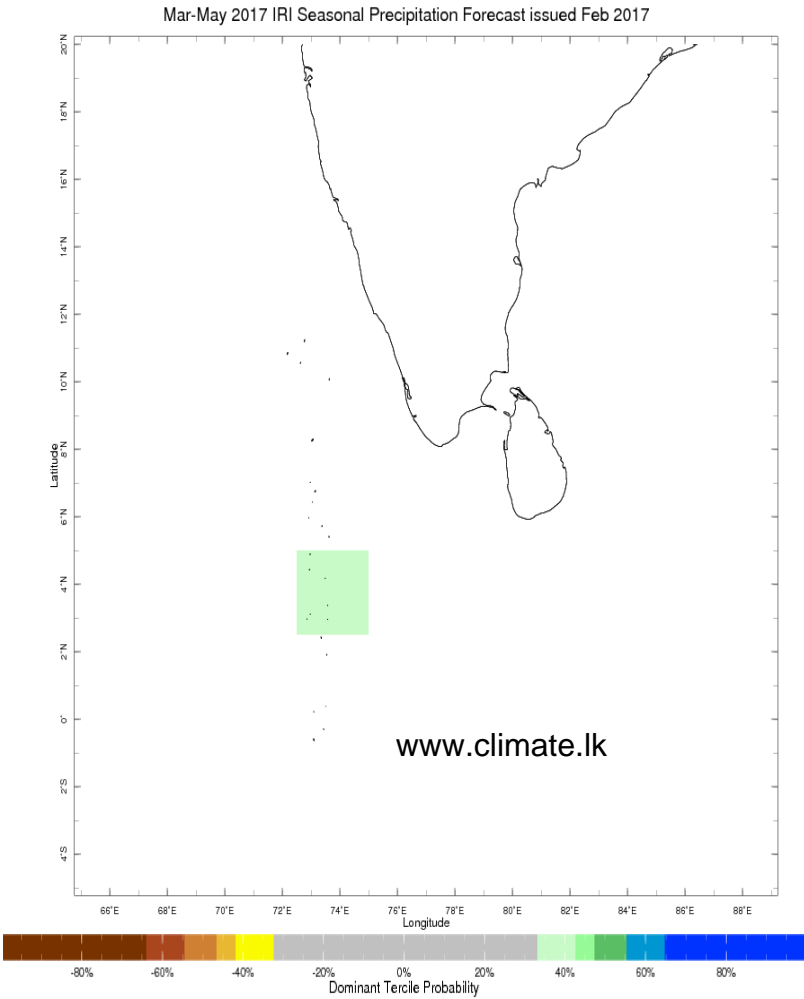 Mar-May 2017 IRI Seasonal Precipitation Forecast issued Feb 2017
20°N
18°N
16°N
14°N
12°N
10°N
8°N
6°N
4°N
2°N
0°
2°S
4°S
Latitude
www.climate.lk
66°E 68°E 70°E 72°E 74°E 76°E 78°E 80°E 82°E 84°E 86°E 88°E
Longitude
-80% -60% -40% -20% 0% 20% 40% 60% 80%
Dominant Tercile Probability